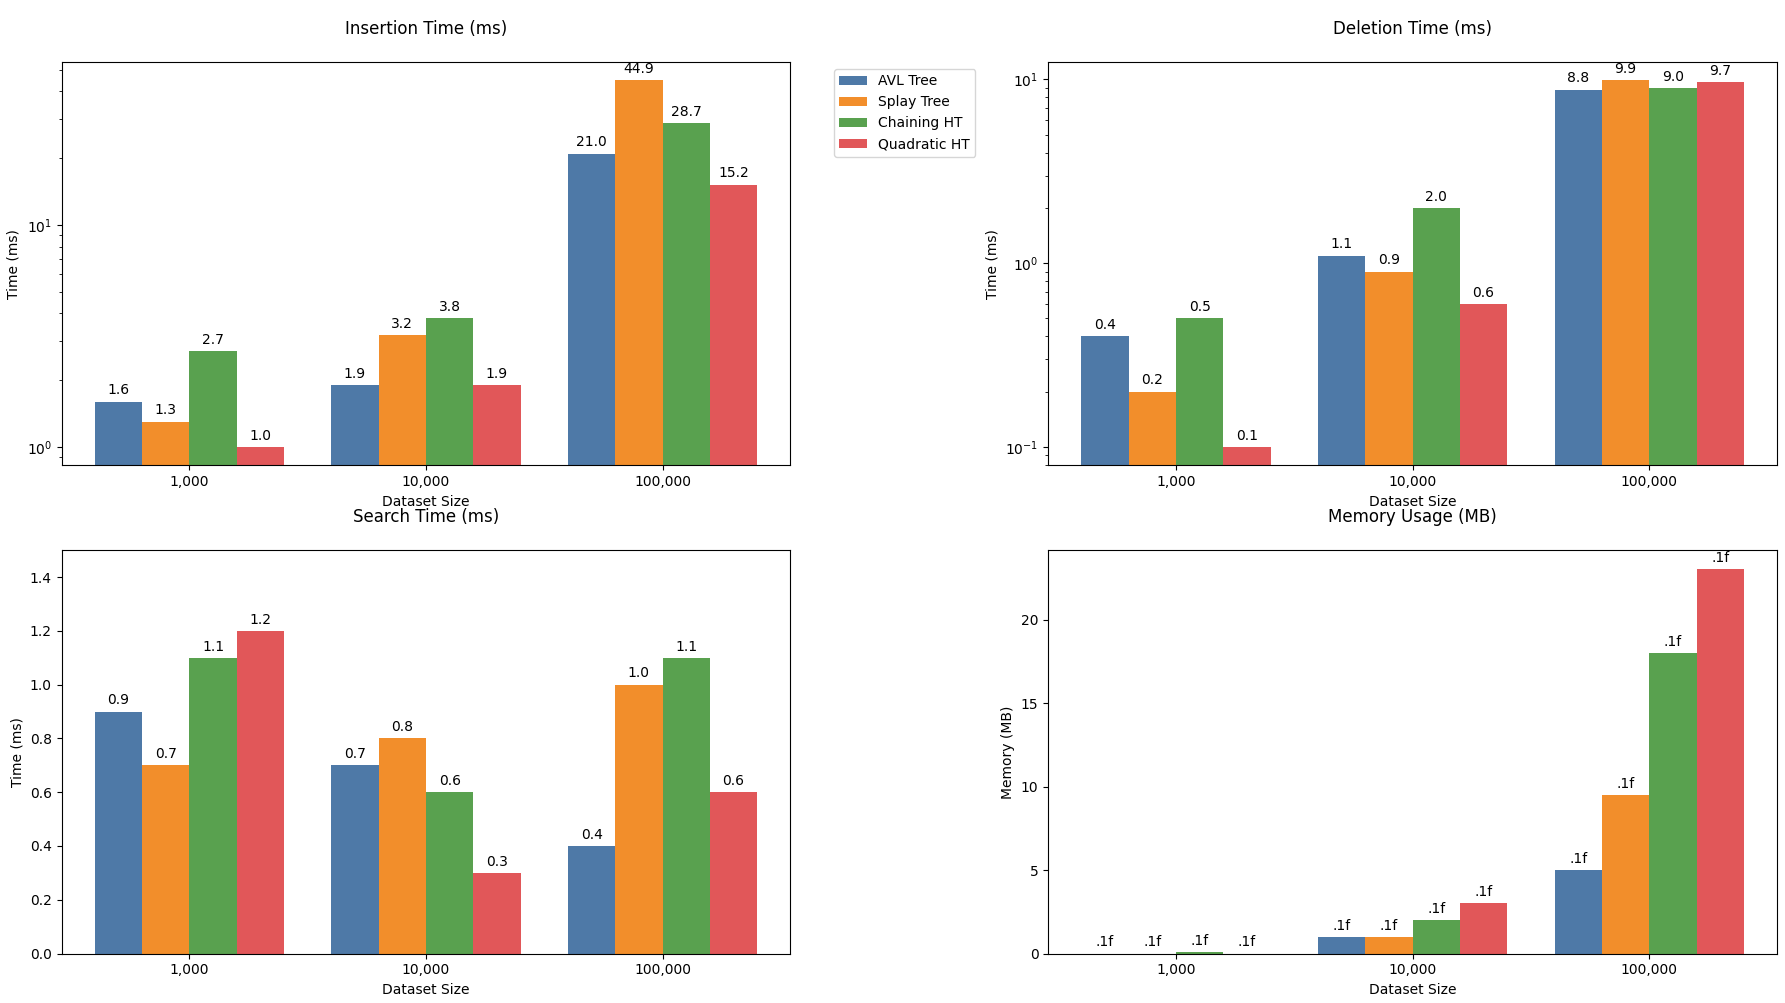 Insertion Time (ms)
Time (ms)
10¹
10⁰
1.6
1.3
2.7
1.0
1.9
3.2
3.8
1.9
21.0
44.9
28.7
15.2
1,000
10,000
100,000
Dataset Size
AVL Tree
Splay Tree
Chaining HT
Quadratic HT
Deletion Time (ms)
Time (ms)
10¹
10⁰
10⁻¹
0.4
0.2
0.5
0.1
1.1
0.9
2.0
0.6
8.8
9.9
9.0
9.7
1,000
10,000
100,000
Dataset Size
Search Time (ms)
Time (ms)
1.4
1.2
1.0
0.8
0.6
0.4
0.2
0.0
0.9
0.7
1.1
1.2
0.7
0.8
0.6
0.3
0.4
1.0
1.1
0.6
1,000
10,000
100,000
Dataset Size
Memory Usage (MB)
Memory (MB)
20
15
10
5
0
.1f
.1f
.1f
.1f
.1f
.1f
.1f
.1f
.1f
.1f
.1f
.1f
1,000
10,000
100,000
Dataset Size